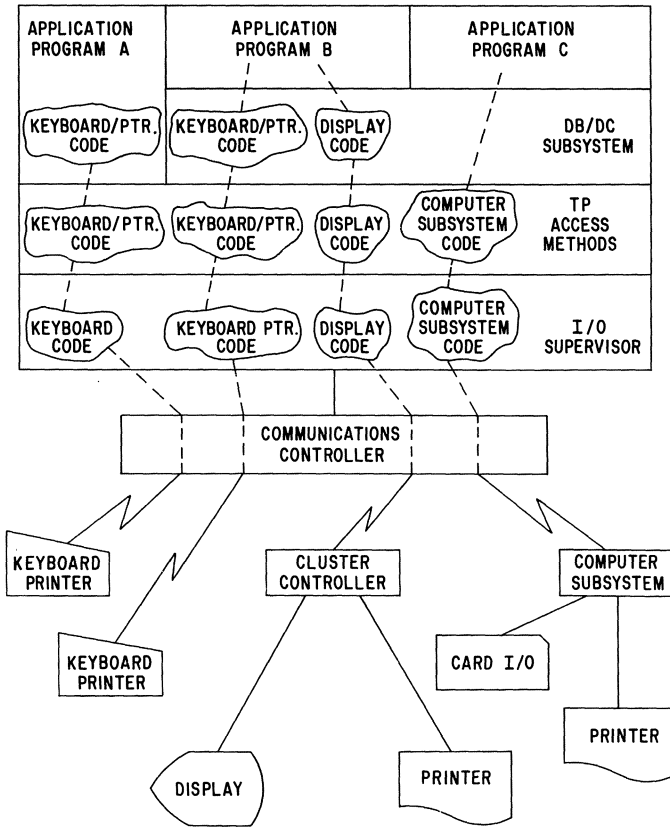 APPLICATION
PROGRAM A
APPLICATION
PROGRAM B
APPLICATION
PROGRAM C
KEYBOARD/PTR.
CODE
KEYBOARD/PTR.
CODE
DISPLAY
CODE
DB/DC
SUBSYSTEM
KEYBOARD/PTR.
CODE
KEYBOARD/PTR.
CODE
DISPLAY
CODE
COMPUTER
SUBSYSTEM
CODE
TP
ACCESS
METHODS
KEYBOARD
CODE
KEYBOARD PTR.
CODE
DISPLAY
CODE
COMPUTER
SUBSYSTEM
CODE
I/O
SUPERVISOR
COMMUNICATIONS
CONTROLLER
KEYBOARD
PRINTER
CLUSTER
CONTROLLER
COMPUTER
SUBSYSTEM
KEYBOARD
PRINTER
CARD I/O
DISPLAY
PRINTER
PRINTER